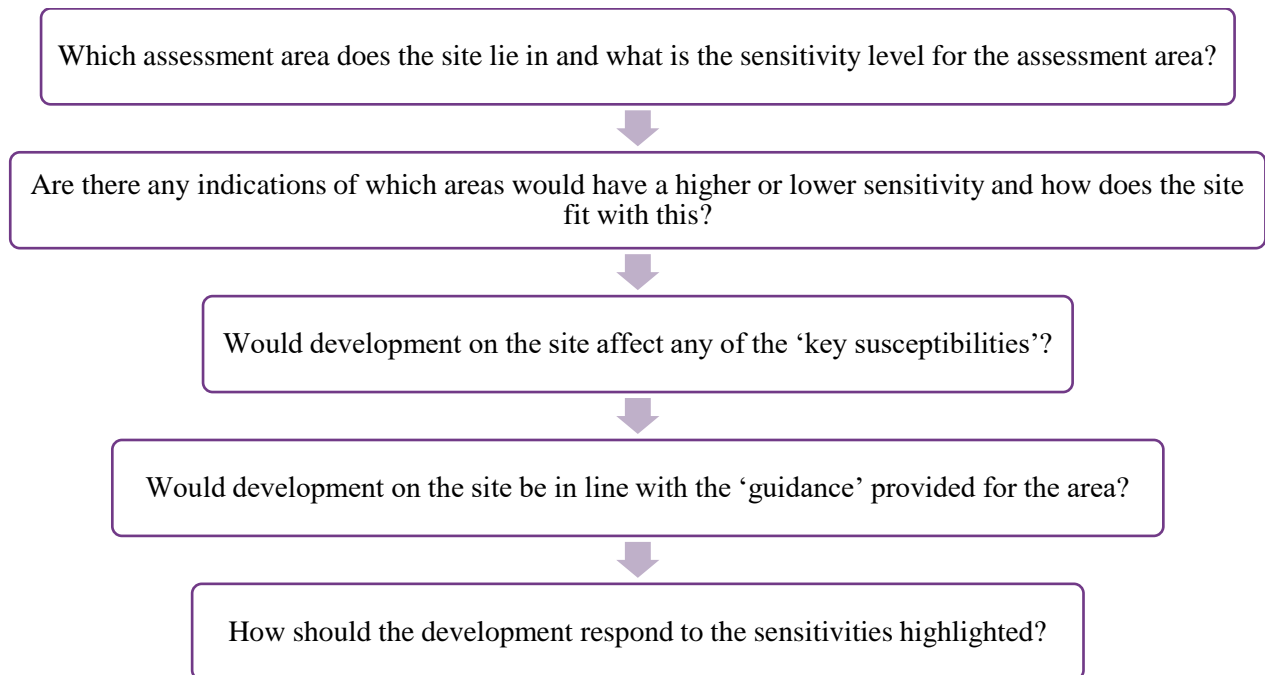 Which assessment area does the site lie in and what is the sensitivity level for the assessment area?
Are there any indications of which areas would have a higher or lower sensitivity and how does the site
fit with this?
Would development on the site affect any of the ‘key susceptibilities’?
Would development on the site be in line with the ‘guidance’ provided for the area?
How should the development respond to the sensitivities highlighted?